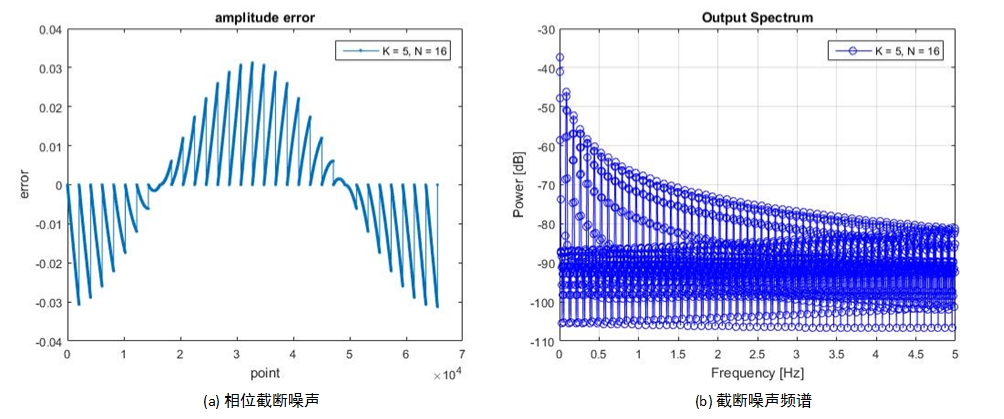 amplitude error
0.04
0.03
0.02
0.01
0
-0.01
-0.02
-0.03
-0.04
error
K = 5, N = 16
0 1 2 3 4 5 6 7
point
×10⁴
(a) 相位截断噪声
Output Spectrum
-30
-40
-50
-60
-70
-80
-90
-100
-110
Power [dB]
K = 5, N = 16
0 0.5 1 1.5 2 2.5 3 3.5 4 4.5 5
Frequency [Hz]
(b) 截断噪声频谱